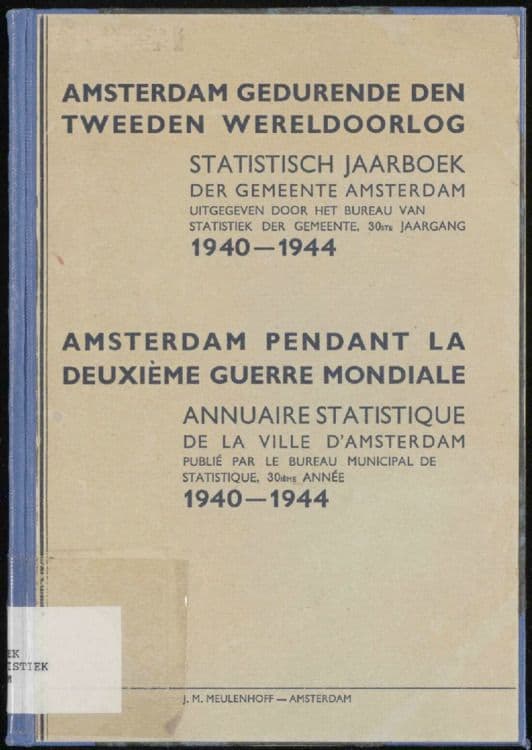 AMSTERDAM GEDURENDE DEN
TWEEDEN WERELDOORLOG
STATISTISCH JAARBOEK
DER GEMEENTE AMSTERDAM
UITGEGEVEN DOOR HET BUREAU VAN
STATISTIEK DER GEMEENTE, 30STE JAARGANG
1940—1944
AMSTERDAM PENDANT LA
DEUXIÈME GUERRE MONDIALE
ANNUAIRE STATISTIQUE
DE LA VILLE D'AMSTERDAM
PUBLIÉ PAR LE BUREAU MUNICIPAL DE
STATISTIQUE, 30IÈME ANNÉE
1940—1944
EK
ISTIEK
M
J. M. MEULENHOFF — AMSTERDAM